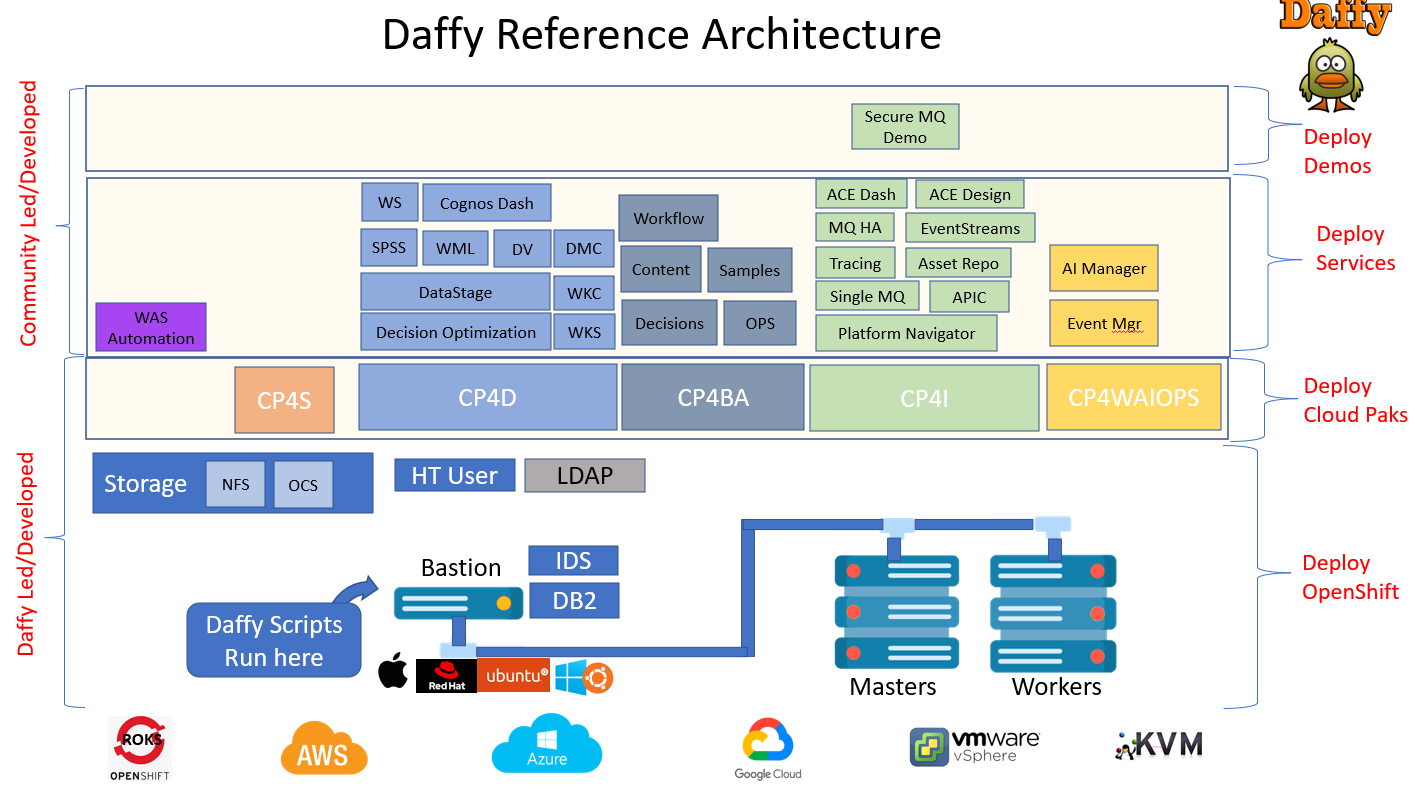 Daffy Reference Architecture
Daffy
Community Led/Developed
Secure MQ
Demo
Deploy
Demos
WS
Cognos Dash
SPSS
WML
DV
DMC
DataStage
WKC
Decision Optimization
WKS
WAS
Automation
Workflow
Content
Samples
Decisions
OPS
ACE Dash
ACE Design
MQ HA
EventStreams
Tracing
Asset Repo
Single MQ
APIC
Platform Navigator
AI Manager
Event Mgr
Deploy
Services
CP4S
CP4D
CP4BA
CP4I
CP4WAIOPS
Deploy
Cloud Paks
Daffy Led/Developed
Storage
NFS
OCS
HT User
LDAP
Bastion
IDS
DB2
Daffy Scripts
Run here
Red Hat
ubuntu®
Masters
Workers
Deploy
OpenShift
ROKS
OPENSHIFT
AWS
Azure
Google Cloud
vmware
vSphere
KVM